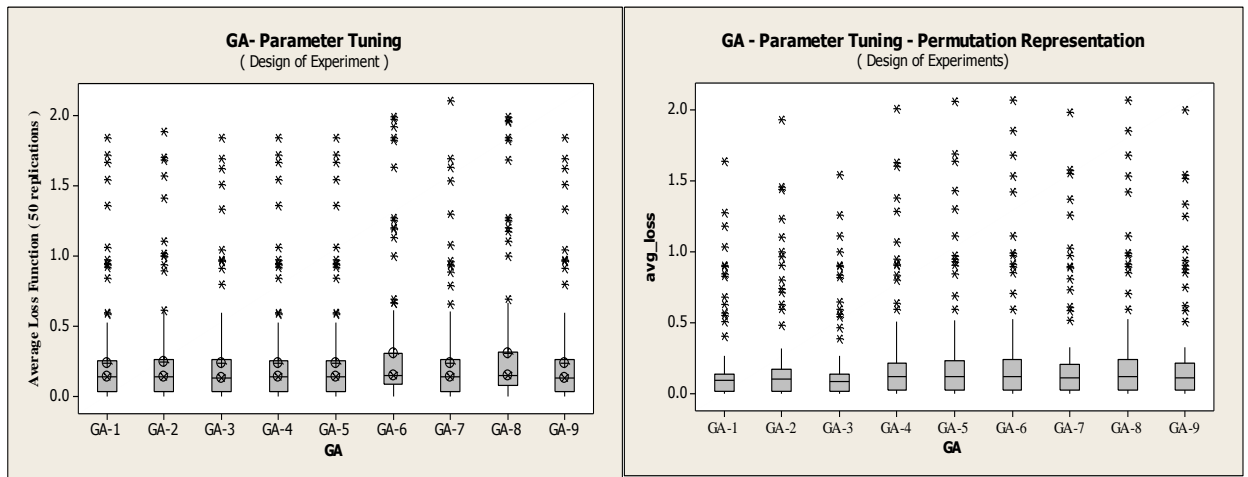 GA- Parameter Tuning
( Design of Experiment )
Average Loss Function ( 50 replications )
2.0
1.5
1.0
0.5
0.0
GA-1 GA-2 GA-3 GA-4 GA-5 GA-6 GA-7 GA-8 GA-9
GA
GA - Parameter Tuning - Permutation Representation
( Design of Experiments)
avg_loss
2.0
1.5
1.0
0.5
0.0
GA-1 GA-2 GA-3 GA-4 GA-5 GA-6 GA-7 GA-8 GA-9
GA